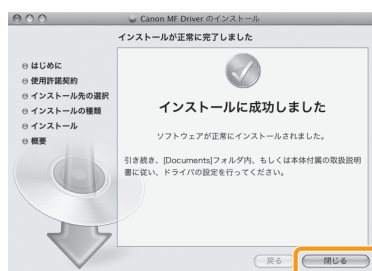 Canon MF Driver のインストール
インストールが正常に完了しました
はじめに
使用許諾契約
インストール先の選択
インストールの種類
インストール
概要
インストールに成功しました
ソフトウェアが正常にインストールされました。
引き続き、[Documents]フォルダ内、もしくは本体付属の取扱説明
書に従い、ドライバの設定を行ってください。
戻る
閉じる